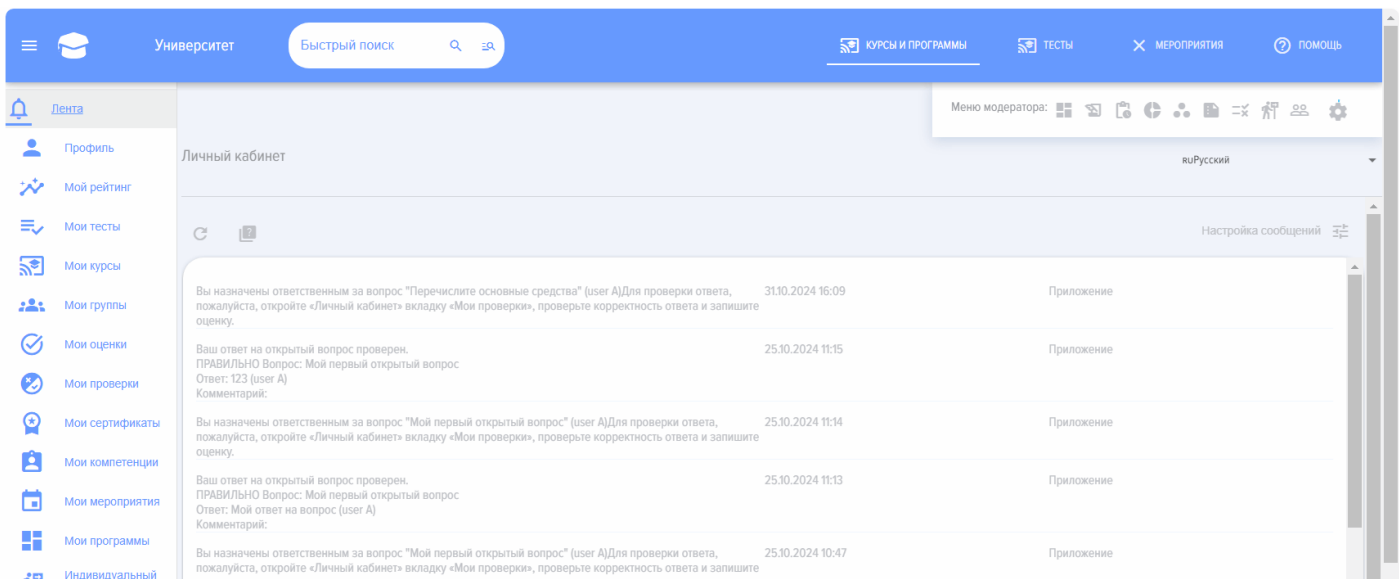 Университет
Быстрый поиск
КУРСЫ И ПРОГРАММЫ
ТЕСТЫ
МЕРОПРИЯТИЯ
ПОМОЩЬ
Меню модератора:
Лента
Профиль
Мой рейтинг
Мои тесты
Мои курсы
Мои группы
Мои оценки
Мои проверки
Мои сертификаты
Мои компетенции
Мои мероприятия
Мои программы
Индивидуальный
Личный кабинет
ruРусский
Настройка сообщений
Вы назначены ответственным за вопрос "Перечислите основные средства" (user A)Для проверки ответа,
пожалуйста, откройте «Личный кабинет» вкладку «Мои проверки», проверьте корректность ответа и запишите
оценку.
31.10.2024 16:09
Приложение
Ваш ответ на открытый вопрос проверен.
ПРАВИЛЬНО Вопрос: Мой первый открытый вопрос
Ответ: 123 (user A)
Комментарий:
25.10.2024 11:15
Приложение
Вы назначены ответственным за вопрос "Мой первый открытый вопрос" (user A)Для проверки ответа,
пожалуйста, откройте «Личный кабинет» вкладку «Мои проверки», проверьте корректность ответа и запишите
оценку.
25.10.2024 11:14
Приложение
Ваш ответ на открытый вопрос проверен.
ПРАВИЛЬНО Вопрос: Мой первый открытый вопрос
Ответ: Мой ответ на вопрос (user A)
Комментарий:
25.10.2024 11:13
Приложение
Вы назначены ответственным за вопрос "Мой первый открытый вопрос" (user A)Для проверки ответа,
пожалуйста, откройте «Личный кабинет» вкладку «Мои проверки», проверьте корректность ответа и запишите
25.10.2024 10:47
Приложение